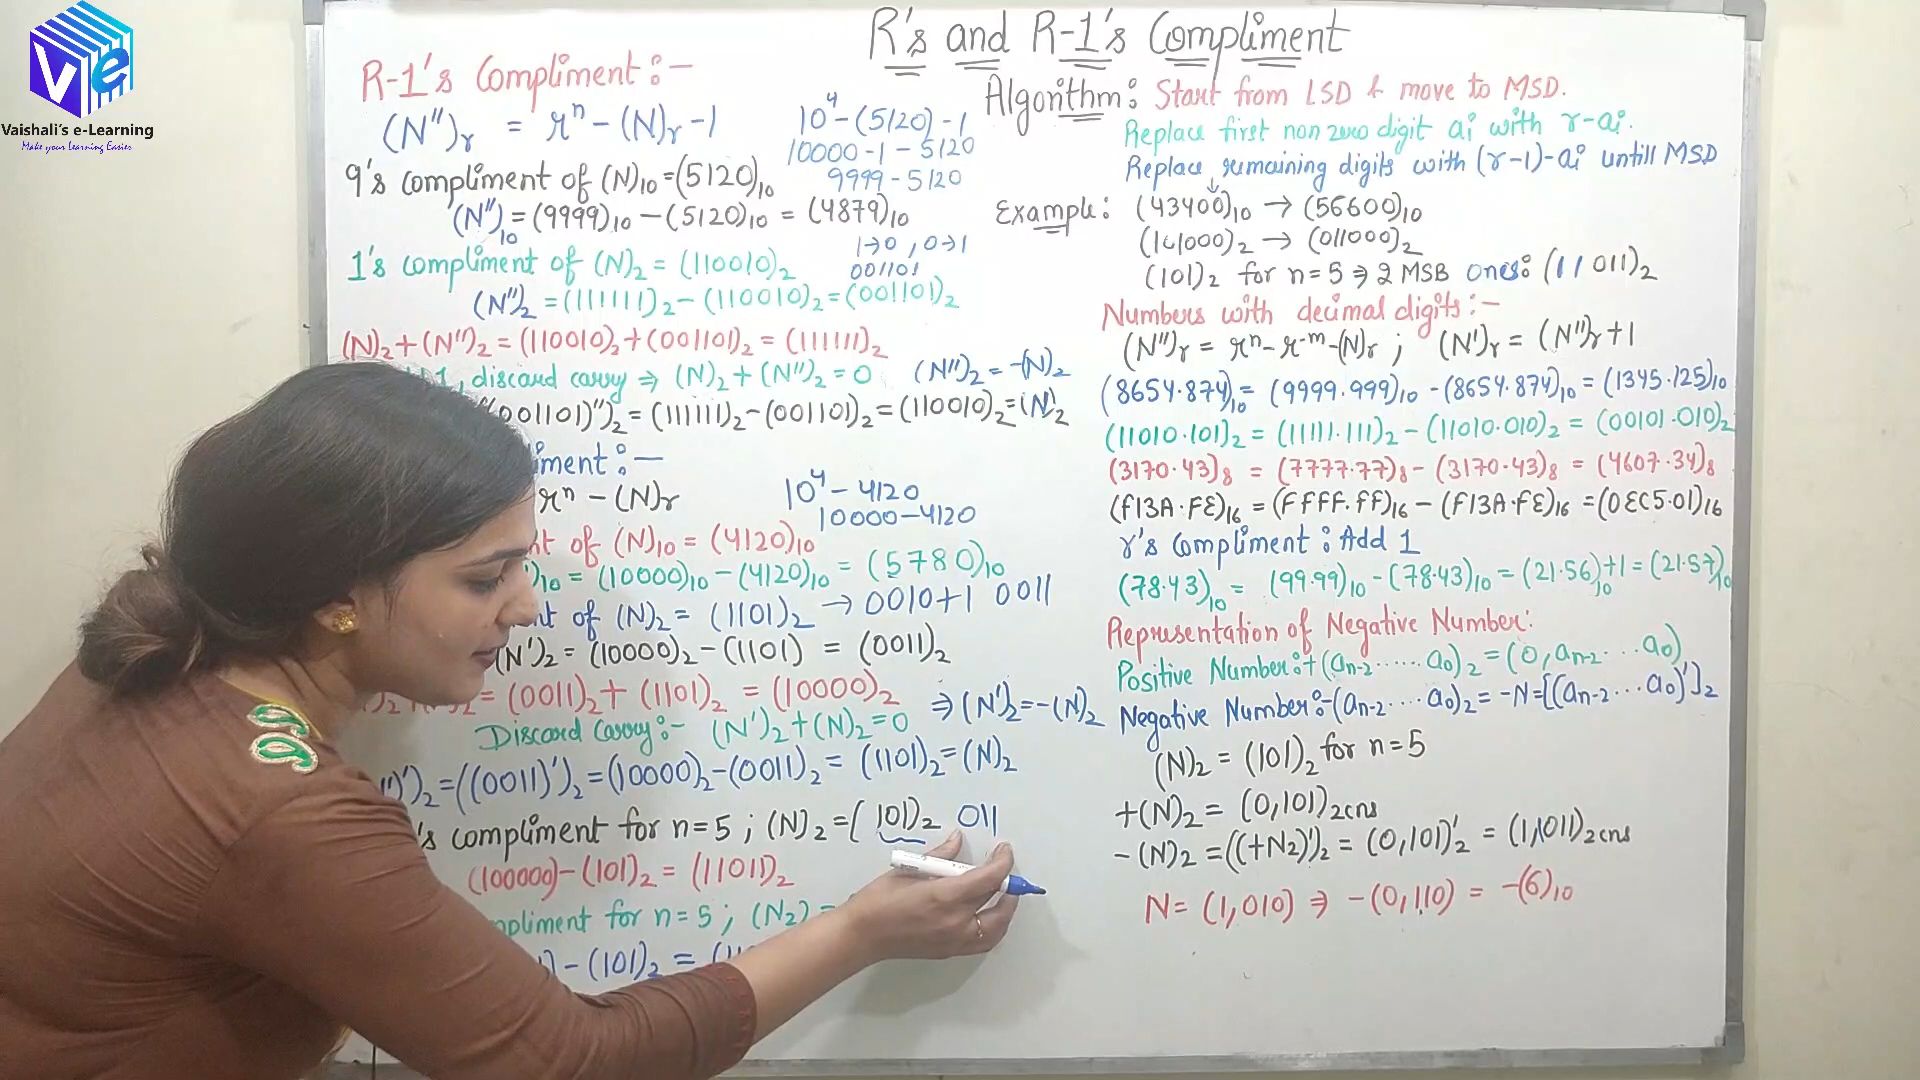 Ve
Vaishali's e-Learning
Make your Learning Easier
R's and R-1's Compliment
R-1's Compliment :-
(N'')r = r^n - (N)r - 1
10^4 - (5120) - 1
10000 - 1 - 5120
9999 - 5120
9's compliment of (N)10 = (5120)10
(N'')10 = (9999)10 - (5120)10 = (4879)10
1→0 , 0→1
001101
1's compliment of (N)2 = (110010)2
(N'')2 = (111111)2 - (110010)2 = (001101)2
(N)2 + (N'')2 = (110010)2 + (001101)2 = (111111)2
1, discard carry ⇒ (N)2 + (N'')2 = 0 (N'')2 = -(N)2
(001101)'')2 = (111111)2 - (001101)2 = (110010)2 = (N)2
iment :-
r^n - (N)r
10^4 - 4120
10000 - 4120
nt of (N)10 = (4120)10
')10 = (10000)10 - (4120)10 = (5780)10
nt of (N)2 = (1101)2 → 0010+1 0011
(N')2 = (10000)2 - (1101) = (0011)2
= (0011)2 + (1101)2 = (10000)2
Discard Carry :- (N')2 + (N)2 = 0 ⇒ (N')2 = -(N)2
')')2 = ((0011)')2 = (10000)2 - (0011)2 = (1101)2 = (N)2
's compliment for n=5 ; (N)2 = ( 101)2 011
(100000) - (101)2 = (11011)2
mpliment for n=5 ; (N2) =
) - (101)2 = (11
Algorithm : Start from LSD & move to MSD.
Replace first non zero digit ai with r-ai.
Replace remaining digits with (r-1)-ai untill MSD
Example : (43400)10 → (56600)10
(101000)2 → (011000)2
(101)2 for n=5 ⇒ 2 MSB ones: (11 011)2
Numbers with decimal digits :-
(N'')r = r^n - r^-m - (N)r ; (N')r = (N'')r + 1
(8654.874)10 = (9999.999)10 - (8654.874)10 = (1345.125)10
(11010.101)2 = (11111.111)2 - (11010.010)2 = (00101.010)2
(3170.43)8 = (7777.77)8 - (3170.43)8 = (4607.34)8
(F13A.FE)16 = (FFFF.FF)16 - (F13A.FE)16 = (0EC5.01)16
r's Compliment : Add 1
(78.43)10 = (99.99)10 - (78.43)10 = (21.56)10 + 1 = (21.57)10
Representation of Negative Number:
Positive Number:+(an-2 ...... a0)2 = (0, an-2 ... a0)
Negative Number:-(an-2 .... a0)2 = -N = [(an-2 ... a0)']2
(N)2 = (101)2 for n=5
+(N)2 = (0,101)2cns
-(N)2 = ((+N2)')2 = (0,101)'2 = (1,1011)2cns
N = (1,010) ⇒ -(0,110) = -(6)10